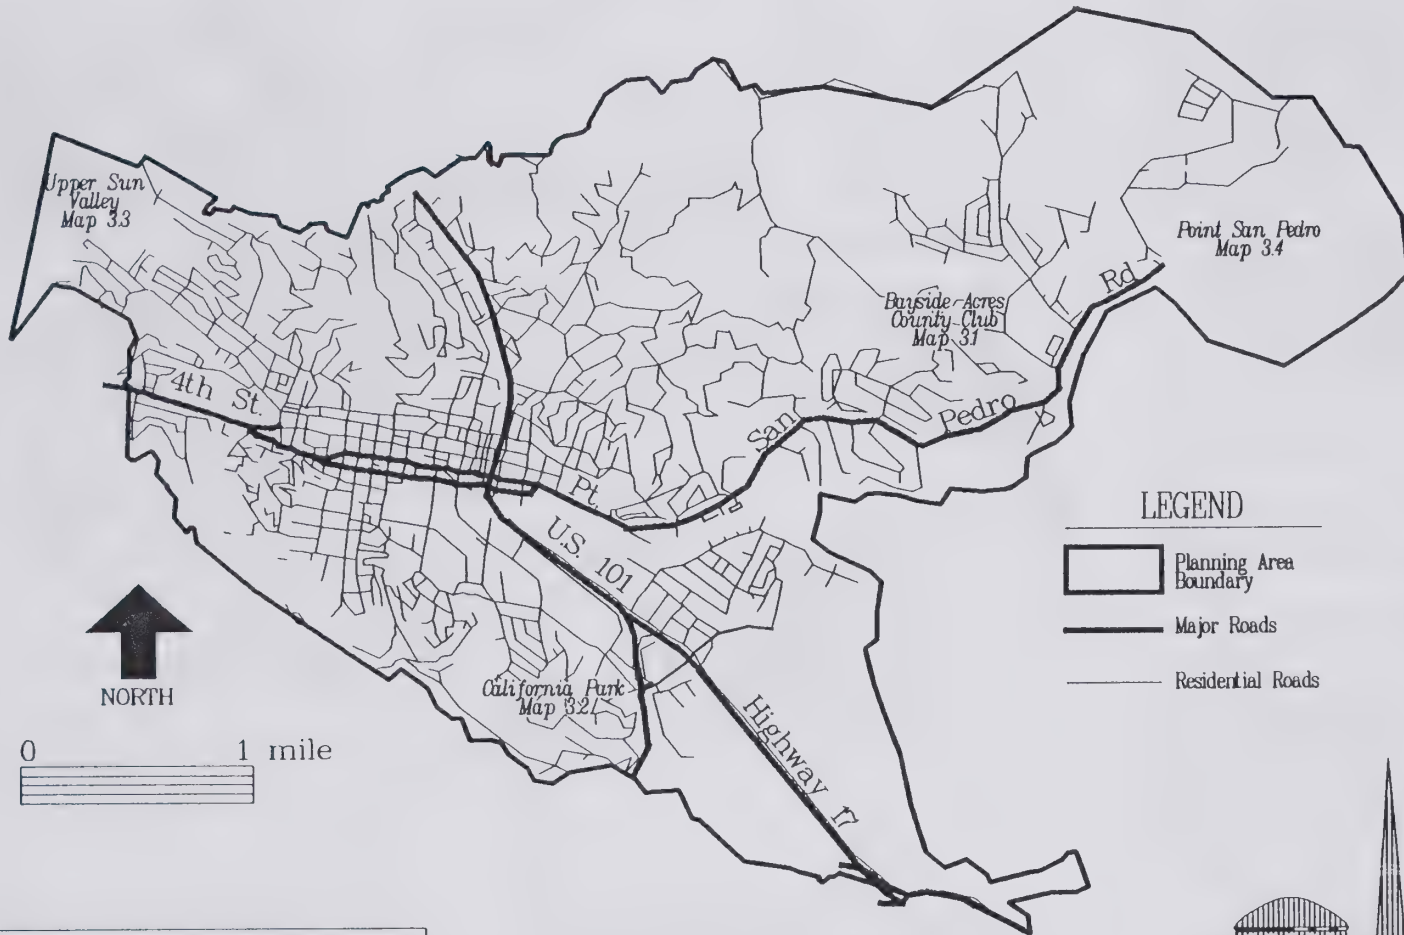 Upper Sun
Valley
Map 3.3
4th St.
Point San Pedro
Map 3.4
Bayside-Acres
County Club
Map 3.1
Pt. San Pedro Rd
U.S. 101
California Park
Map 3.2
Highway 17
NORTH
0 1 mile
LEGEND
Planning Area
Boundary
Major Roads
Residential Roads